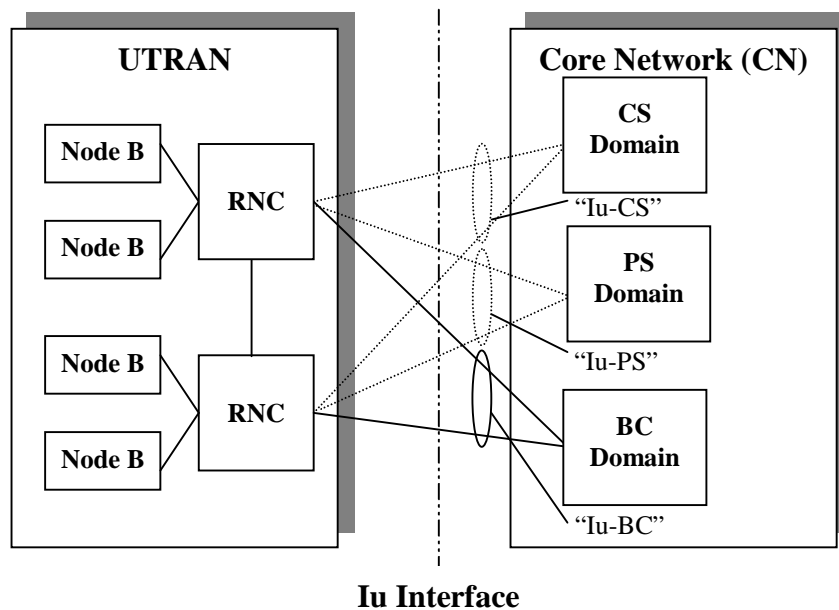 UTRAN
Node B
Node B
RNC
Node B
Node B
RNC
Core Network (CN)
CS
Domain
“Iu-CS”
PS
Domain
“Iu-PS”
BC
Domain
“Iu-BC”
Iu Interface